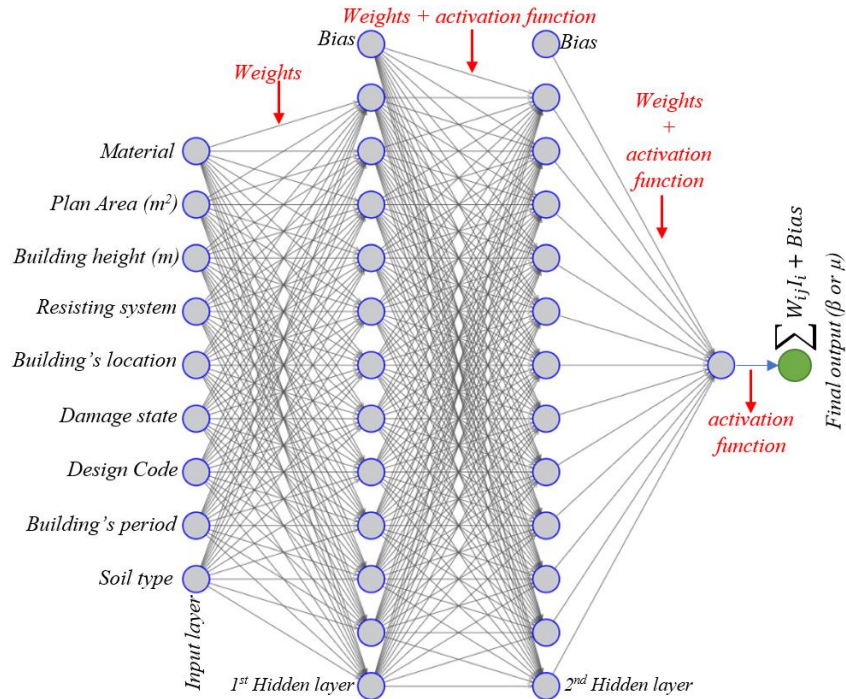 Weights + activation function
Bias
Bias
Weights
Weights
+
activation
function
Material
Plan Area (m²)
Building height (m)
Resisting system
Building's location
Damage state
Design Code
Building's period
Soil type
Input layer
1st Hidden layer
2nd Hidden layer
∑ WᵢⱼIᵢ + Bias
Final output (β or μ)
activation
function